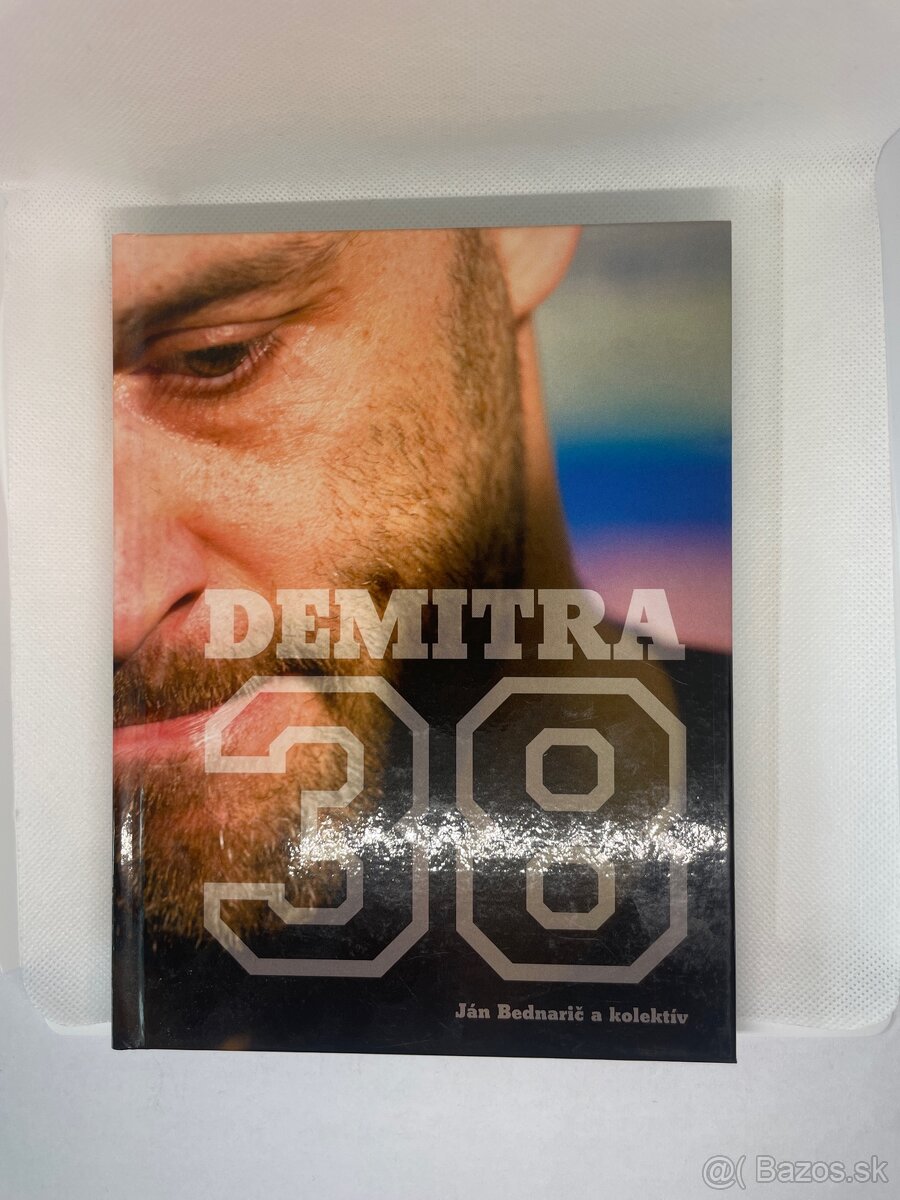 DEMITRA
38
Ján Bednarič a kolektív
@( Bazos.sk